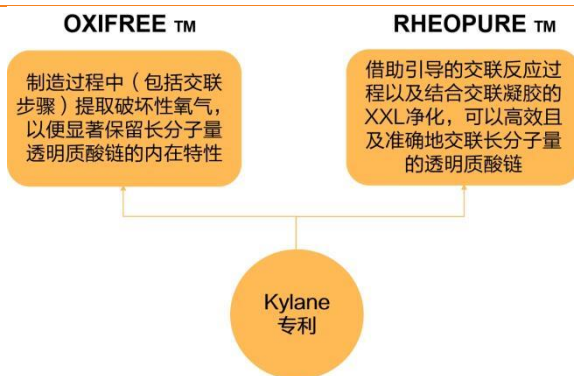 OXIFREE TM
制造过程中（包括交联
步骤）提取破坏性氧气，
以便显著保留长分子量
透明质酸链的内在特性
RHEOPURE TM
借助引导的交联反应过
程以及结合交联凝胶的
XXL净化，可以高效且
及准确地交联长分子量
的透明质酸链
Kylane
专利